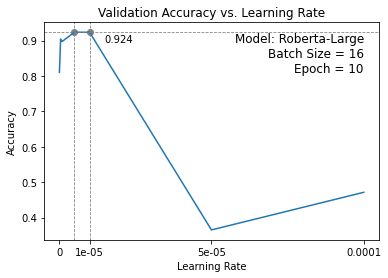 Validation Accuracy vs. Learning Rate
Model: Roberta-Large
Batch Size = 16
Epoch = 10
0.924
0.9
0.8
0.7
0.6
0.5
0.4
Accuracy
0 1e-05 5e-05 0.0001
Learning Rate